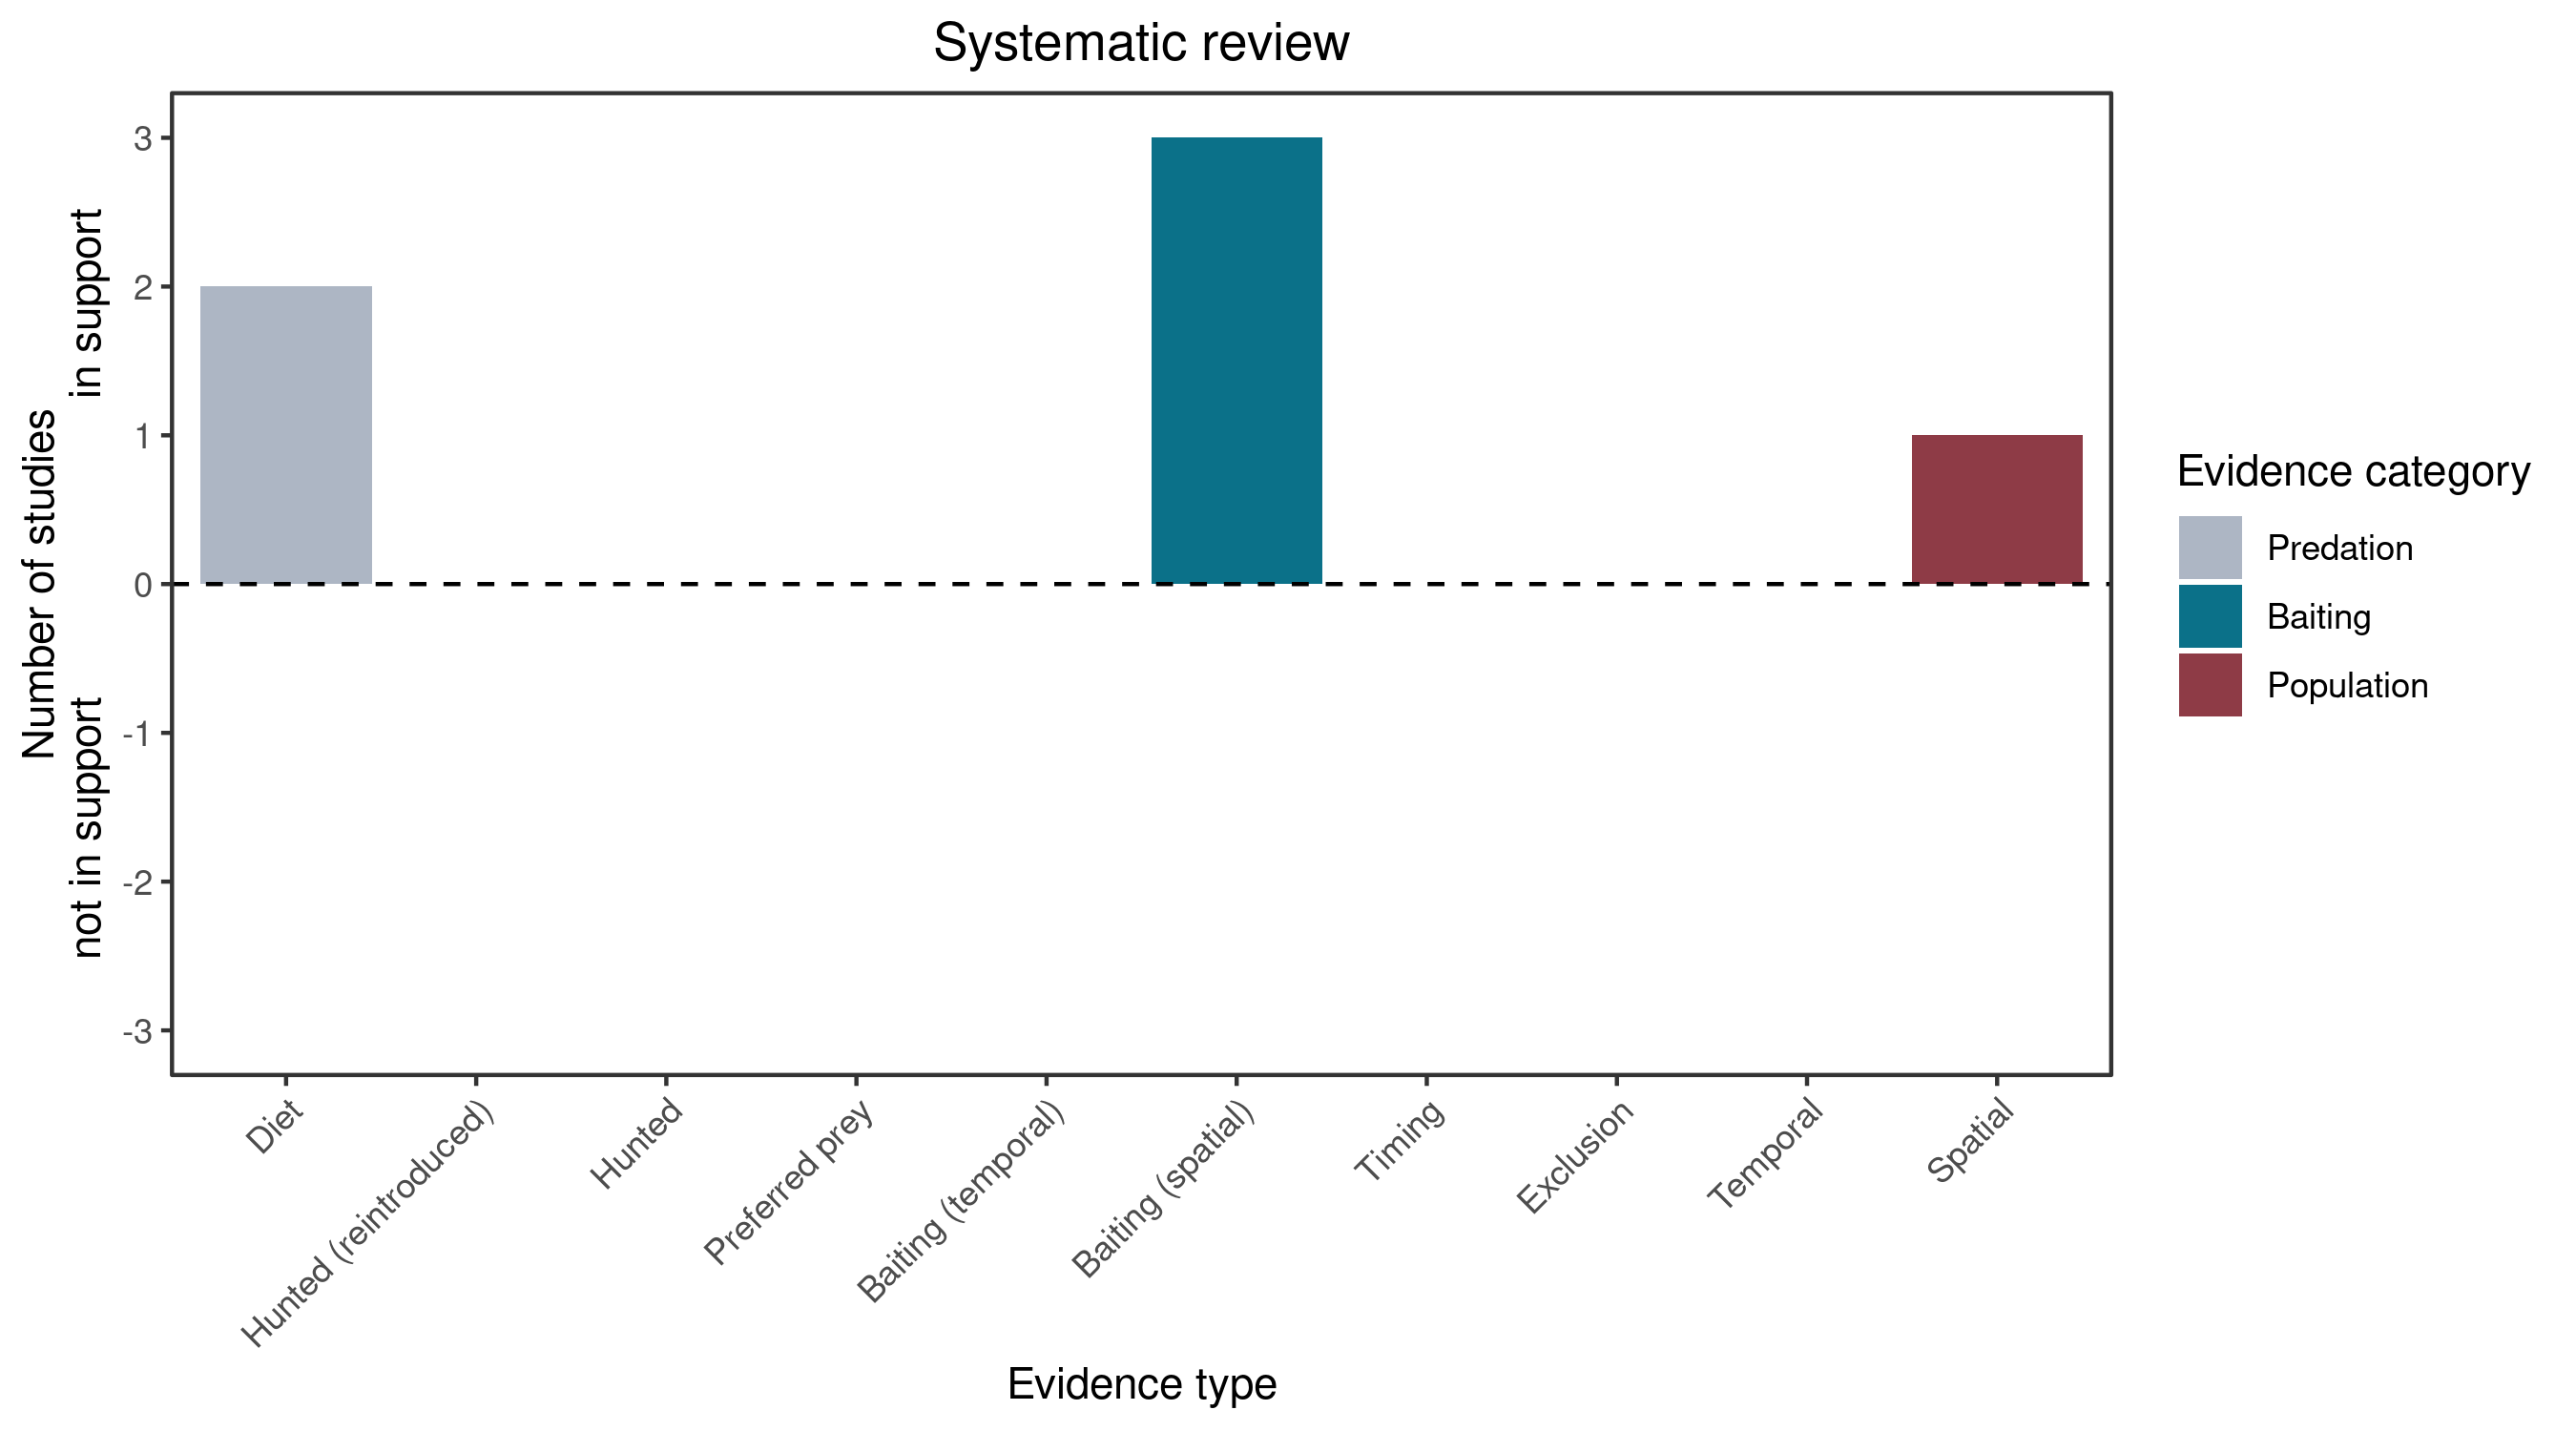 Systematic review
Number of studies
in support
not in support
3
2
1
0
-1
-2
-3
Diet
Hunted (reintroduced)
Hunted
Preferred prey
Baiting (temporal)
Baiting (spatial)
Timing
Exclusion
Temporal
Spatial
Evidence type
Evidence category
Predation
Baiting
Population